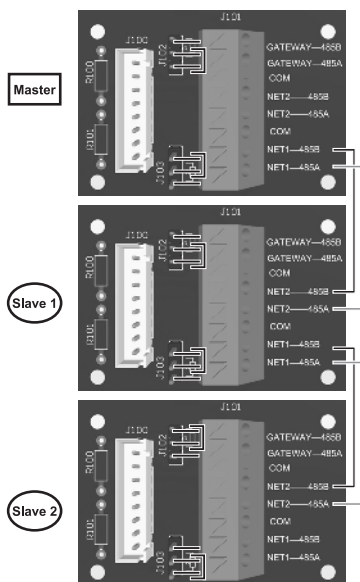 J101
J100
J102
GATEWAY—485B
GATEWAY—485A
COM
NET2—485B
NET2—485A
COM
NET1—485B
NET1—485A
R100
R101
J103
Master
J101
J100
J102
GATEWAY—485B
GATEWAY—485A
COM
NET2—485B
NET2—485A
COM
NET1—485B
NET1—485A
R100
R101
J103
Slave 1
J101
J100
J102
GATEWAY—485B
GATEWAY—485A
COM
NET2—485B
NET2—485A
COM
NET1—485B
NET1—485A
R100
R101
J103
Slave 2